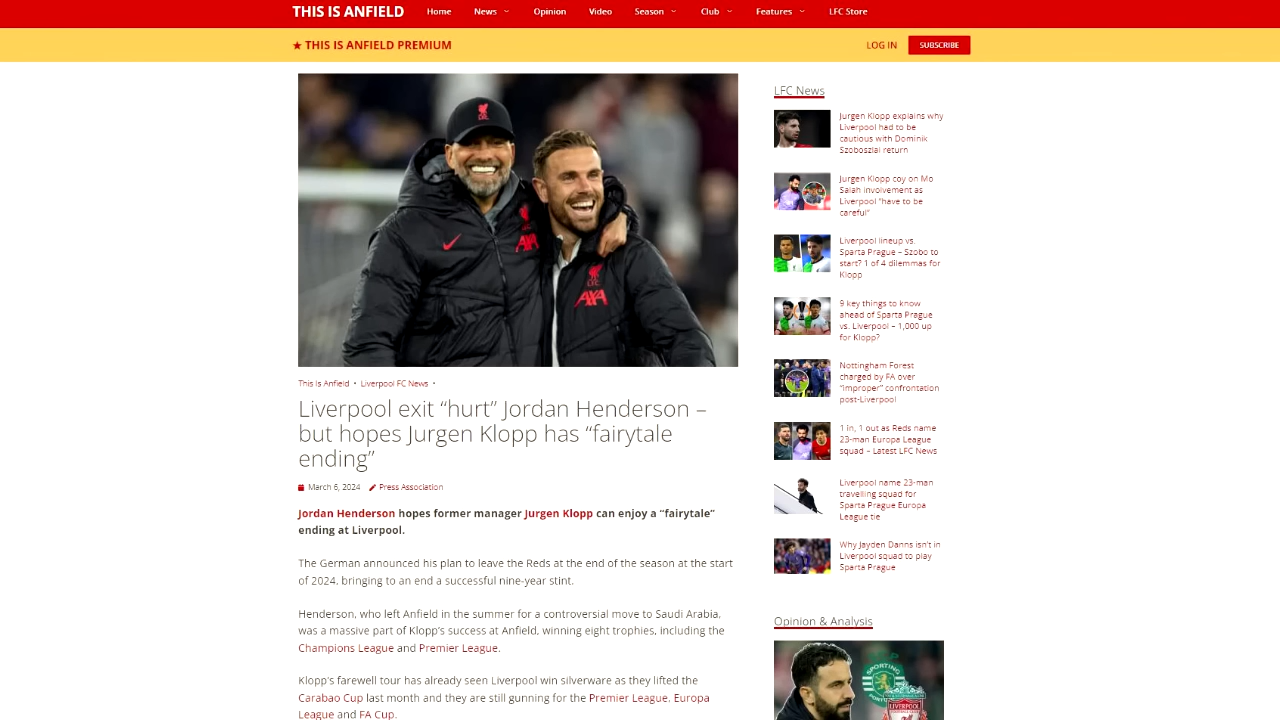 THIS IS ANFIELD
Home
News
Opinion
Video
Season
Club
Features
LFC Store
★ THIS IS ANFIELD PREMIUM
LOG IN
SUBSCRIBE
AXA
AXA
This Is Anfield • Liverpool FC News •
Liverpool exit “hurt” Jordan Henderson –
but hopes Jurgen Klopp has “fairytale
ending”
March 6, 2024 Press Association
Jordan Henderson hopes former manager Jurgen Klopp can enjoy a “fairytale”
ending at Liverpool.
The German announced his plan to leave the Reds at the end of the season at the start
of 2024, bringing to an end a successful nine-year stint.
Henderson, who left Anfield in the summer for a controversial move to Saudi Arabia,
was a massive part of Klopp’s success at Anfield, winning eight trophies, including the
Champions League and Premier League.
Klopp’s farewell tour has already seen Liverpool win silverware as they lifted the
Carabao Cup last month and they are still gunning for the Premier League, Europa
League and FA Cup.
LFC News
Jurgen Klopp explains why
Liverpool had to be
cautious with Dominik
Szoboszlai return
Jurgen Klopp coy on Mo
Salah involvement as
Liverpool “have to be
careful”
Liverpool lineup vs.
Sparta Prague – Szobo to
start? 1 of 4 dilemmas for
Klopp
9 key things to know
ahead of Sparta Prague
vs. Liverpool – 1,000 up
for Klopp?
Nottingham Forest
charged by FA over
“improper” confrontation
post-Liverpool
1 in, 1 out as Reds name
23-man Europa League
squad – Latest LFC News
Liverpool name 23-man
travelling squad for
Sparta Prague Europa
League tie
Why Jayden Danns isn’t in
Liverpool squad to play
Sparta Prague
Opinion & Analysis
SPORTING
LIVERPOOL